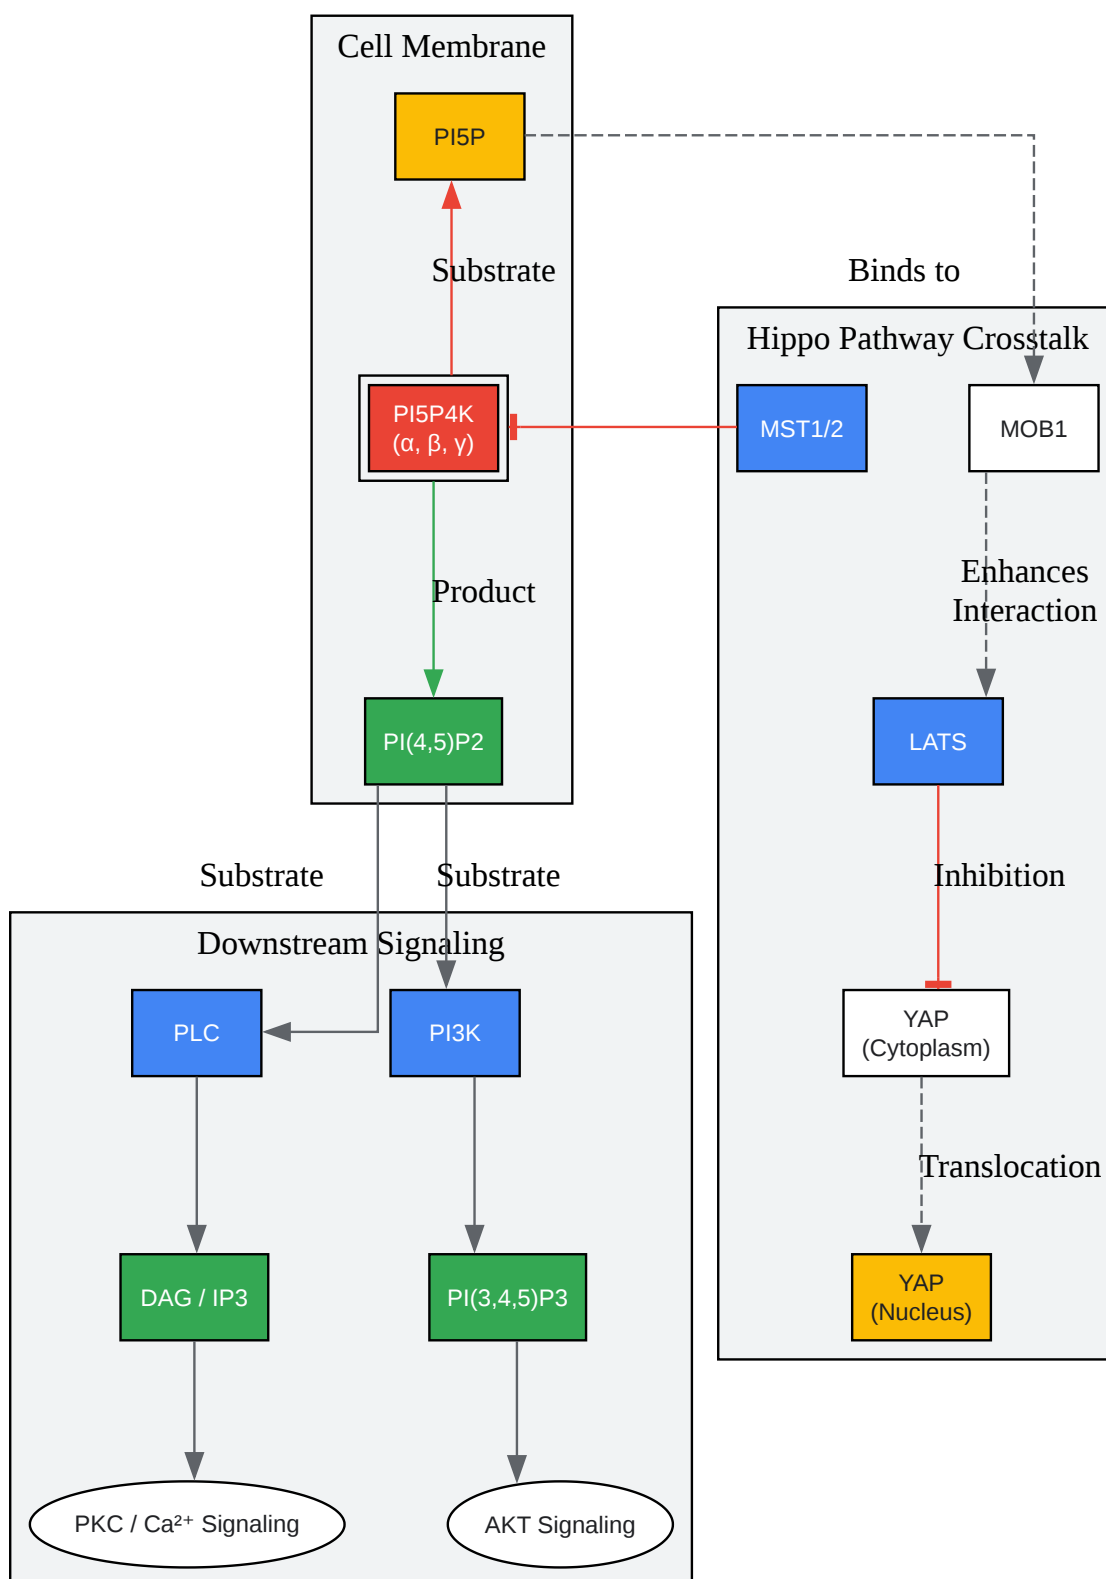 Cell Membrane
PI5P
Substrate
Binds to
Hippo Pathway Crosstalk
PI5P4K
(α, β, γ)
MST1/2
MOB1
Product
Enhances
Interaction
PI(4,5)P2
LATS
Substrate
Substrate
Inhibition
Downstream Signaling
PLC
PI3K
YAP
(Cytoplasm)
Translocation
DAG / IP3
PI(3,4,5)P3
YAP
(Nucleus)
PKC / Ca²⁺ Signaling
AKT Signaling